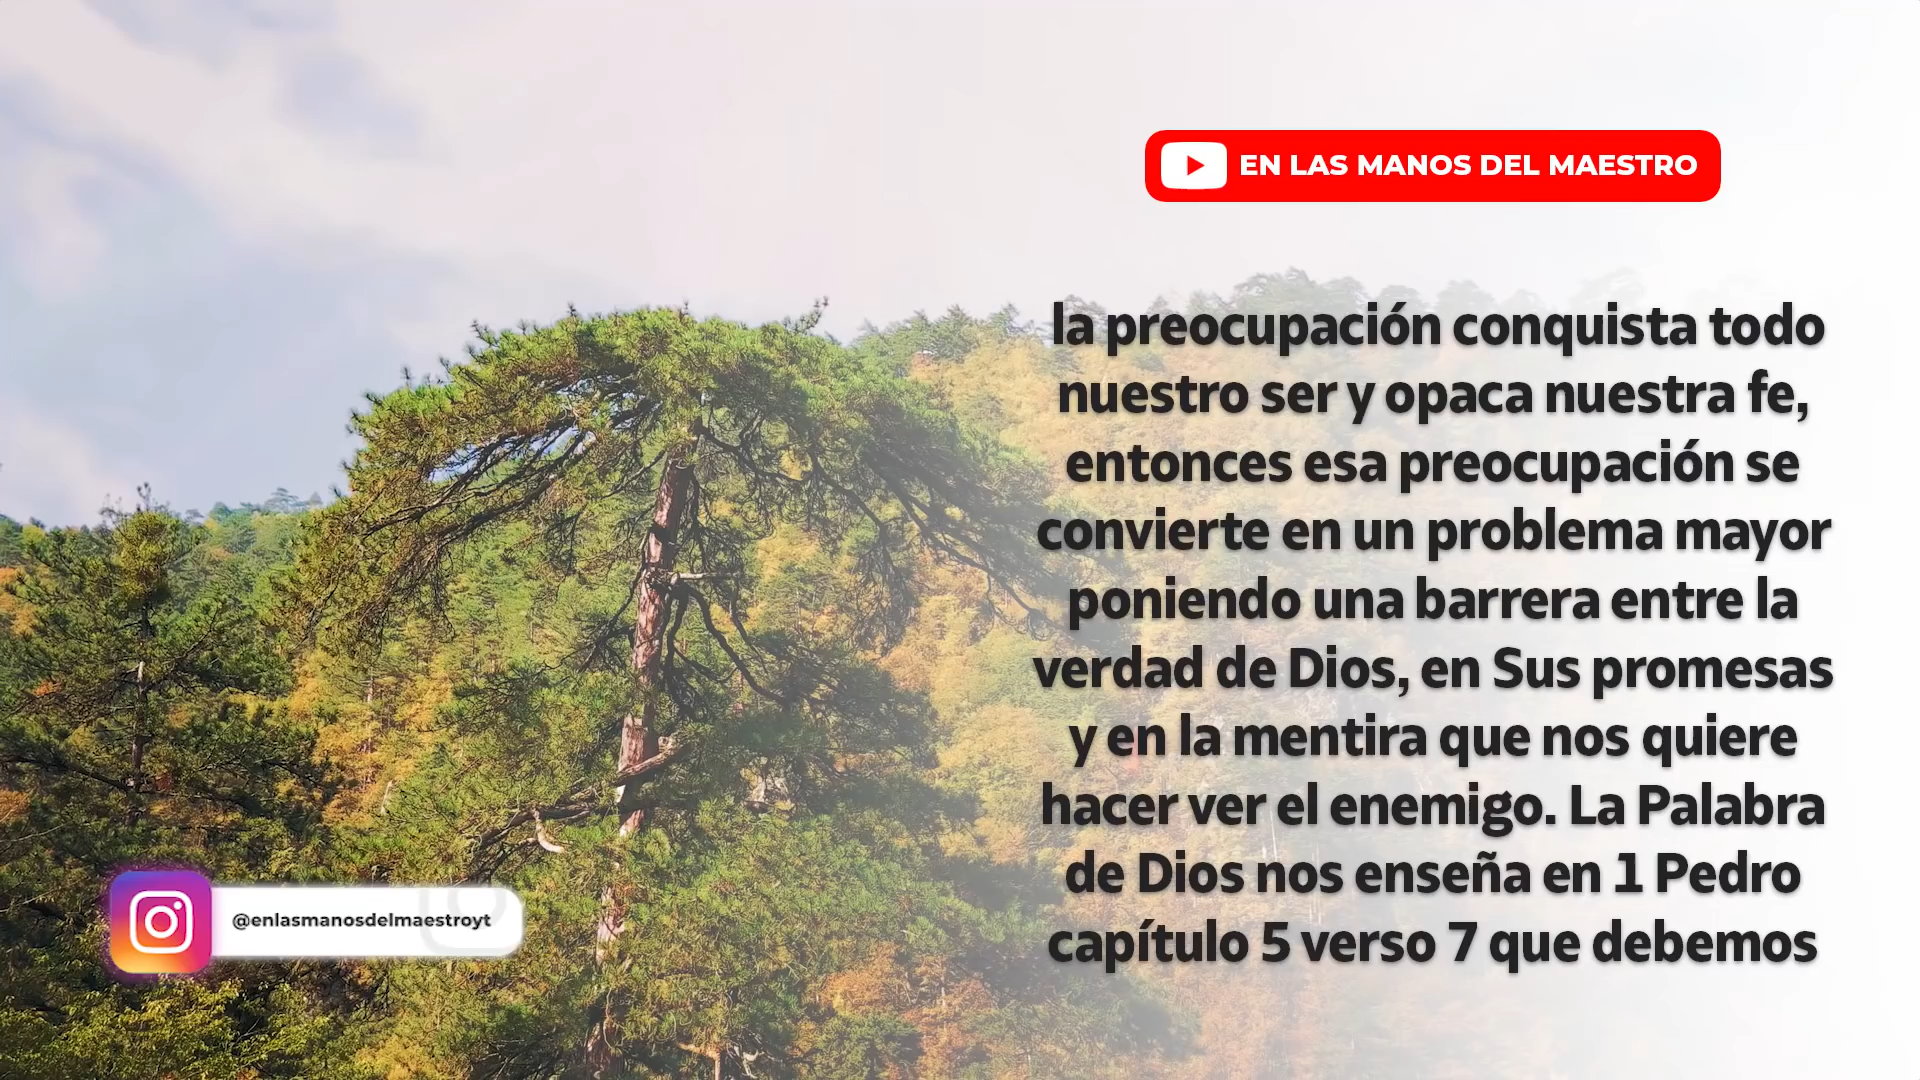 EN LAS MANOS DEL MAESTRO
la preocupación conquista todo
nuestro ser y opaca nuestra fe,
entonces esa preocupación se
convierte en un problema mayor
poniendo una barrera entre la
verdad de Dios, en Sus promesas
y en la mentira que nos quiere
hacer ver el enemigo. La Palabra
de Dios nos enseña en 1 Pedro
capítulo 5 verso 7 que debemos
@enlasmanosdelmaestroyt